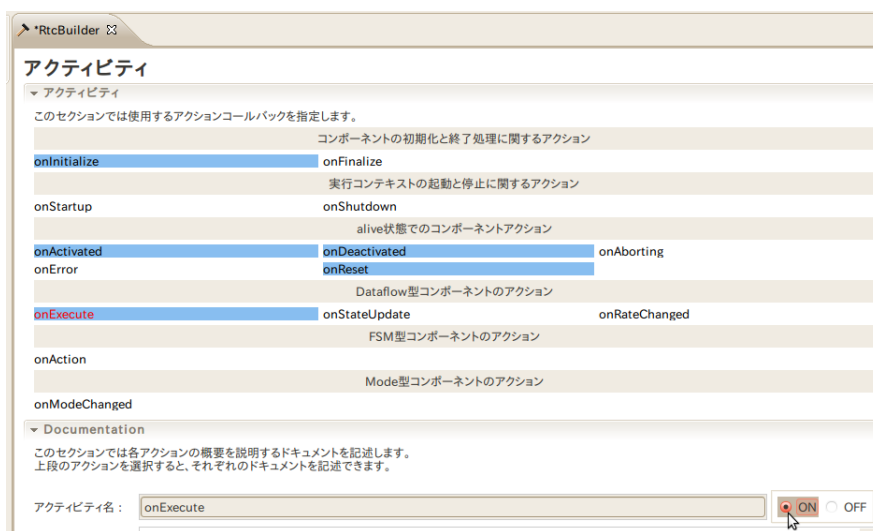 *RtcBuilder
アクティビティ
アクティビティ
このセクションでは使用するアクションコールバックを指定します。
コンポーネントの初期化と終了処理に関するアクション
onInitialize onFinalize
実行コンテキストの起動と停止に関するアクション
onStartup onShutdown
alive状態でのコンポーネントアクション
onActivated onDeactivated onAborting
onError onReset
Dataflow型コンポーネントのアクション
onExecute onStateUpdate onRateChanged
FSM型コンポーネントのアクション
onAction
Mode型コンポーネントのアクション
onModeChanged
Documentation
このセクションでは各アクションの概要を説明するドキュメントを記述します。
上段のアクションを選択すると、それぞれのドキュメントを記述できます。
アクティビティ名： onExecute ON OFF